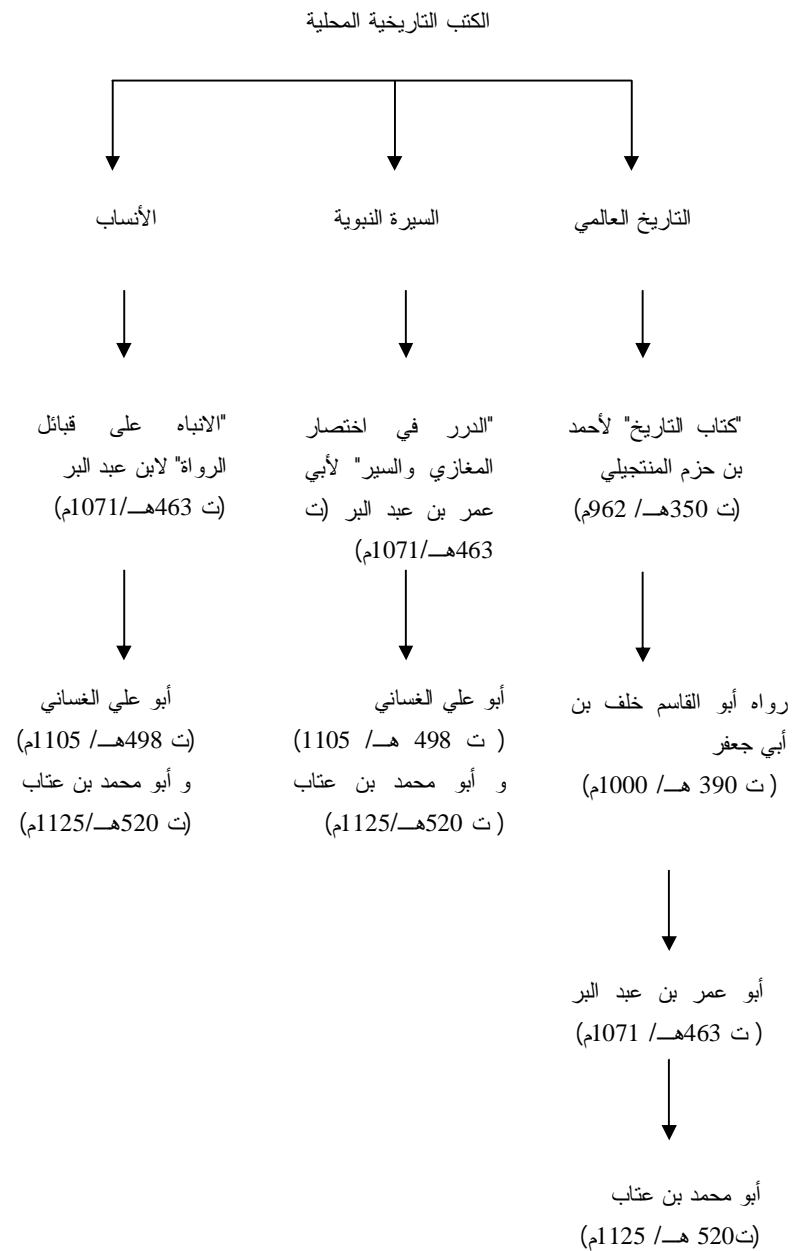 الكتب التاريخية المحلية
التاريخ العالمي
السيرة النبوية
الأنساب
"كتاب التاريخ" لأحمد
بن حزم المنتجيلي
(ت 350هـ/ 962م)
"الدرر في اختصار
المغازي والسير" لأبي
عمر بن عبد البر (ت
463هـ/1071م)
"الانباه على قبائل
الرواة" لابن عبد البر
(ت 463هـ/1071م)
رواه أبو القاسم خلف بن
أبي جعفر
( ت 390 هـ/ 1000م)
أبو علي الغساني
( ت 498 هـ/ 1105)
و أبو محمد بن عتاب
( ت 520هـ/1125م)
أبو علي الغساني
(ت 498هـ/ 1105م)
و أبو محمد بن عتاب
(ت 520هـ/1125م)
أبو عمر بن عبد البر
( ت 463هـ/ 1071م)
أبو محمد بن عتاب
(ت520 هـ/ 1125م)